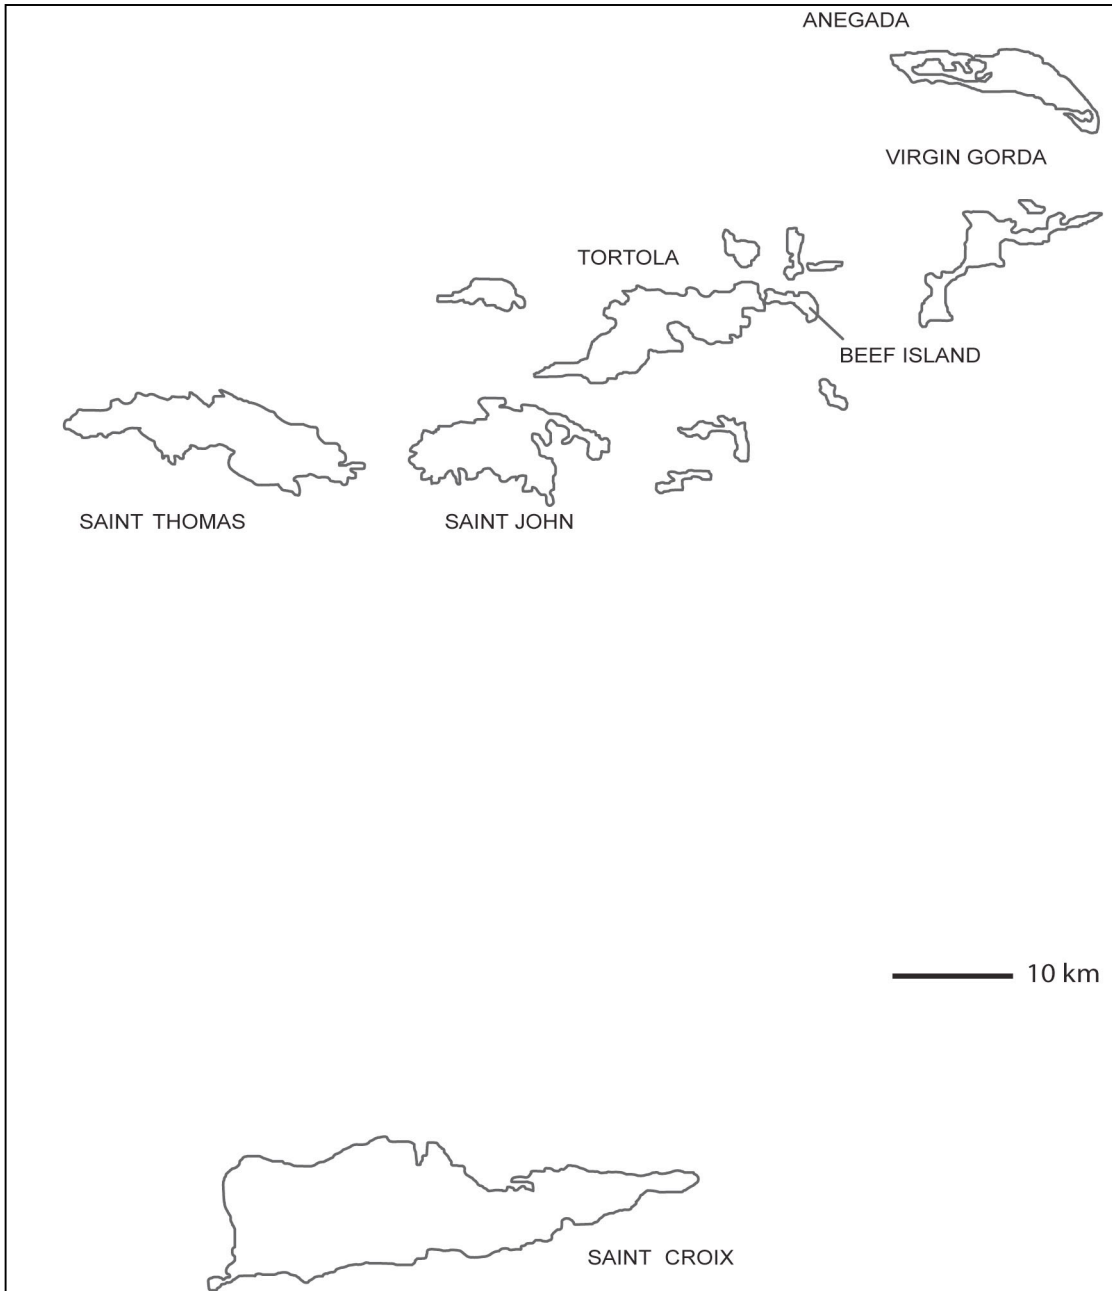 ANEGADA
VIRGIN GORDA
TORTOLA
BEEF ISLAND
SAINT THOMAS
SAINT JOHN
10 km
SAINT CROIX